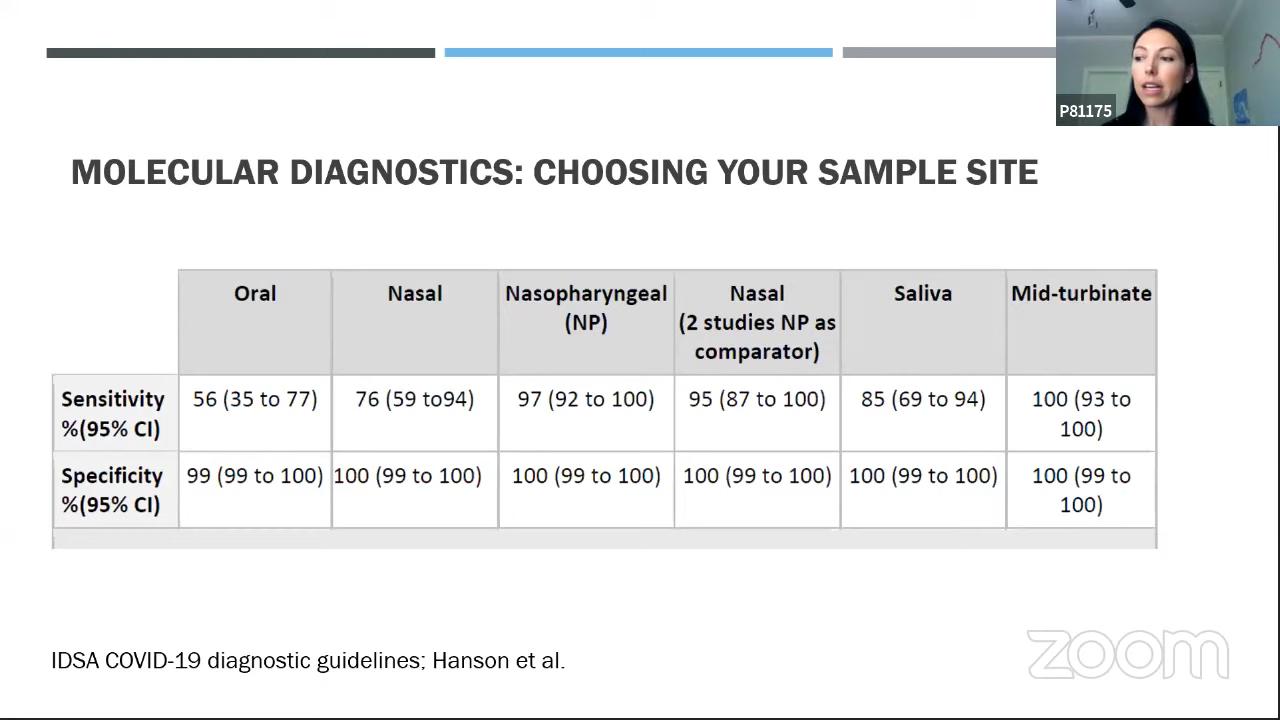 P81175
MOLECULAR DIAGNOSTICS: CHOOSING YOUR SAMPLE SITE
Oral Nasal Nasopharyngeal Nasal Saliva Mid-turbinate
(NP) (2 studies NP as
comparator)
Sensitivity 56 (35 to 77) 76 (59 to94) 97 (92 to 100) 95 (87 to 100) 85 (69 to 94) 100 (93 to
%(95% CI) 100)
Specificity 99 (99 to 100) 100 (99 to 100) 100 (99 to 100) 100 (99 to 100) 100 (99 to 100) 100 (99 to
%(95% CI) 100)
IDSA COVID-19 diagnostic guidelines; Hanson et al.
zoom